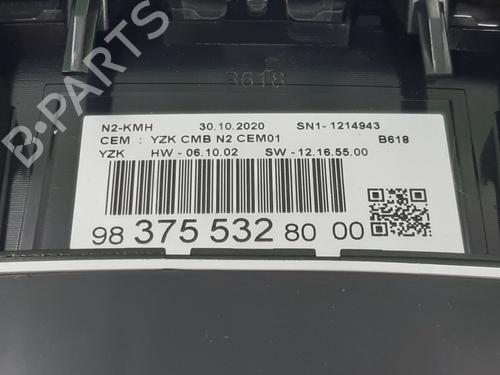 3618
N2-KMH 30.10.2020 SN1- 1214943
CEM : YZK CMB N2 CEM01 B618
YZK HW - 06.10.02 SW - 12.16.55.00
98 375 532 80 00